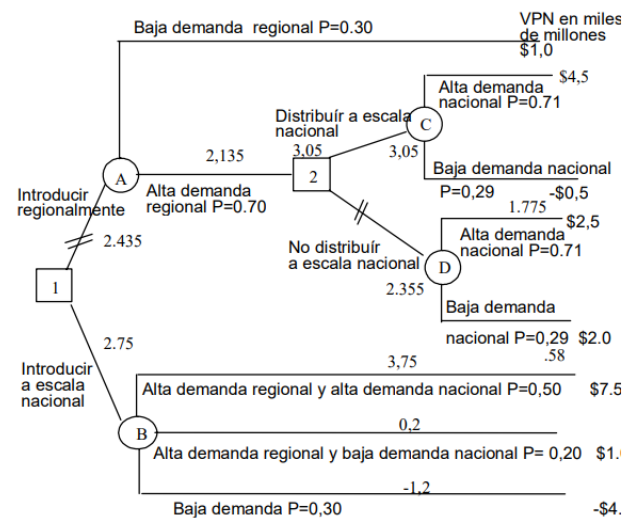 Baja demanda regional P=0.30
VPN en miles
de millones
$1,0
$4,5
Alta demanda
nacional P=0.71
Distribuír a escala
nacional
C
2,135
3,05
3,05
Baja demanda nacional
P=0,29 -$0,5
A
2
Introducir
regionalmente
Alta demanda
regional P=0.70
1.775
$2,5
Alta demanda
nacional P=0.71
2.435
No distribuír
a escala nacional
D
2.355
1
Baja demanda
nacional P=0,29 $2.0
.58
2.75
Introducir
a escala
nacional
3,75
Alta demanda regional y alta demanda nacional P=0,50 $7.5
0,2
B
Alta demanda regional y baja demanda nacional P= 0,20 $1.
-1,2
Baja demanda P=0,30 -$4.